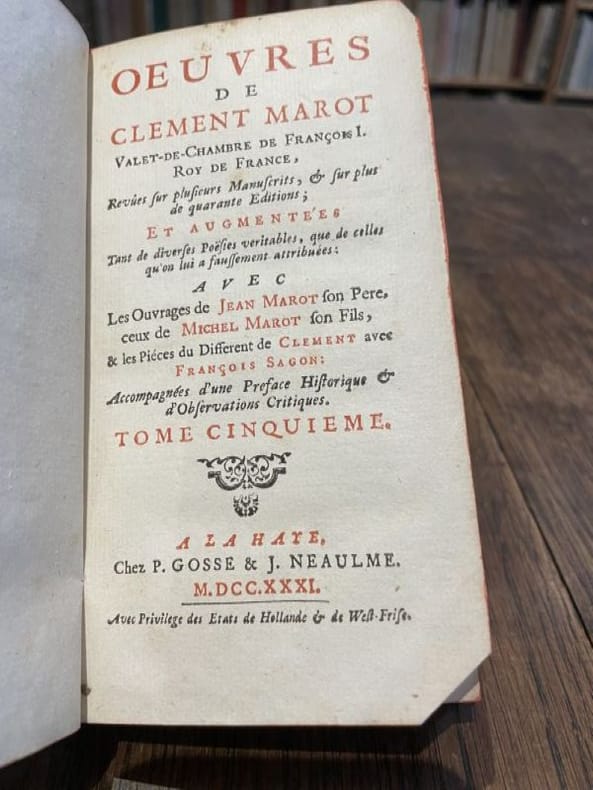 OEUVRES
DE
CLEMENT MAROT
VALET-DE-CHAMBRE DE FRANÇOIS I.
ROY DE FRANCE,
Revûes ſur pluſieurs Manuſcrits, & ſur plus
de quarante Editions;
ET AUGMENTÉES
Tant de diverſes Poëſies veritables, que de celles
qu'on lui a fauſſement attribuées:
AVEC
Les Ouvrages de JEAN MAROT ſon Pere,
ceux de MICHEL MAROT ſon Fils,
& les Piéces du Different de CLEMENT avec
FRANÇOIS SAGON:
Accompagnées d'une Preface Hiſtorique &
d'Obſervations Critiques.
TOME CINQUIEME.
A LA HAYE,
Chez P. GOSSE & J. NEAULME.
M.DCC.XXXI.
Avec Privilege des Etats de Hollande & de Weſt-Friſe.